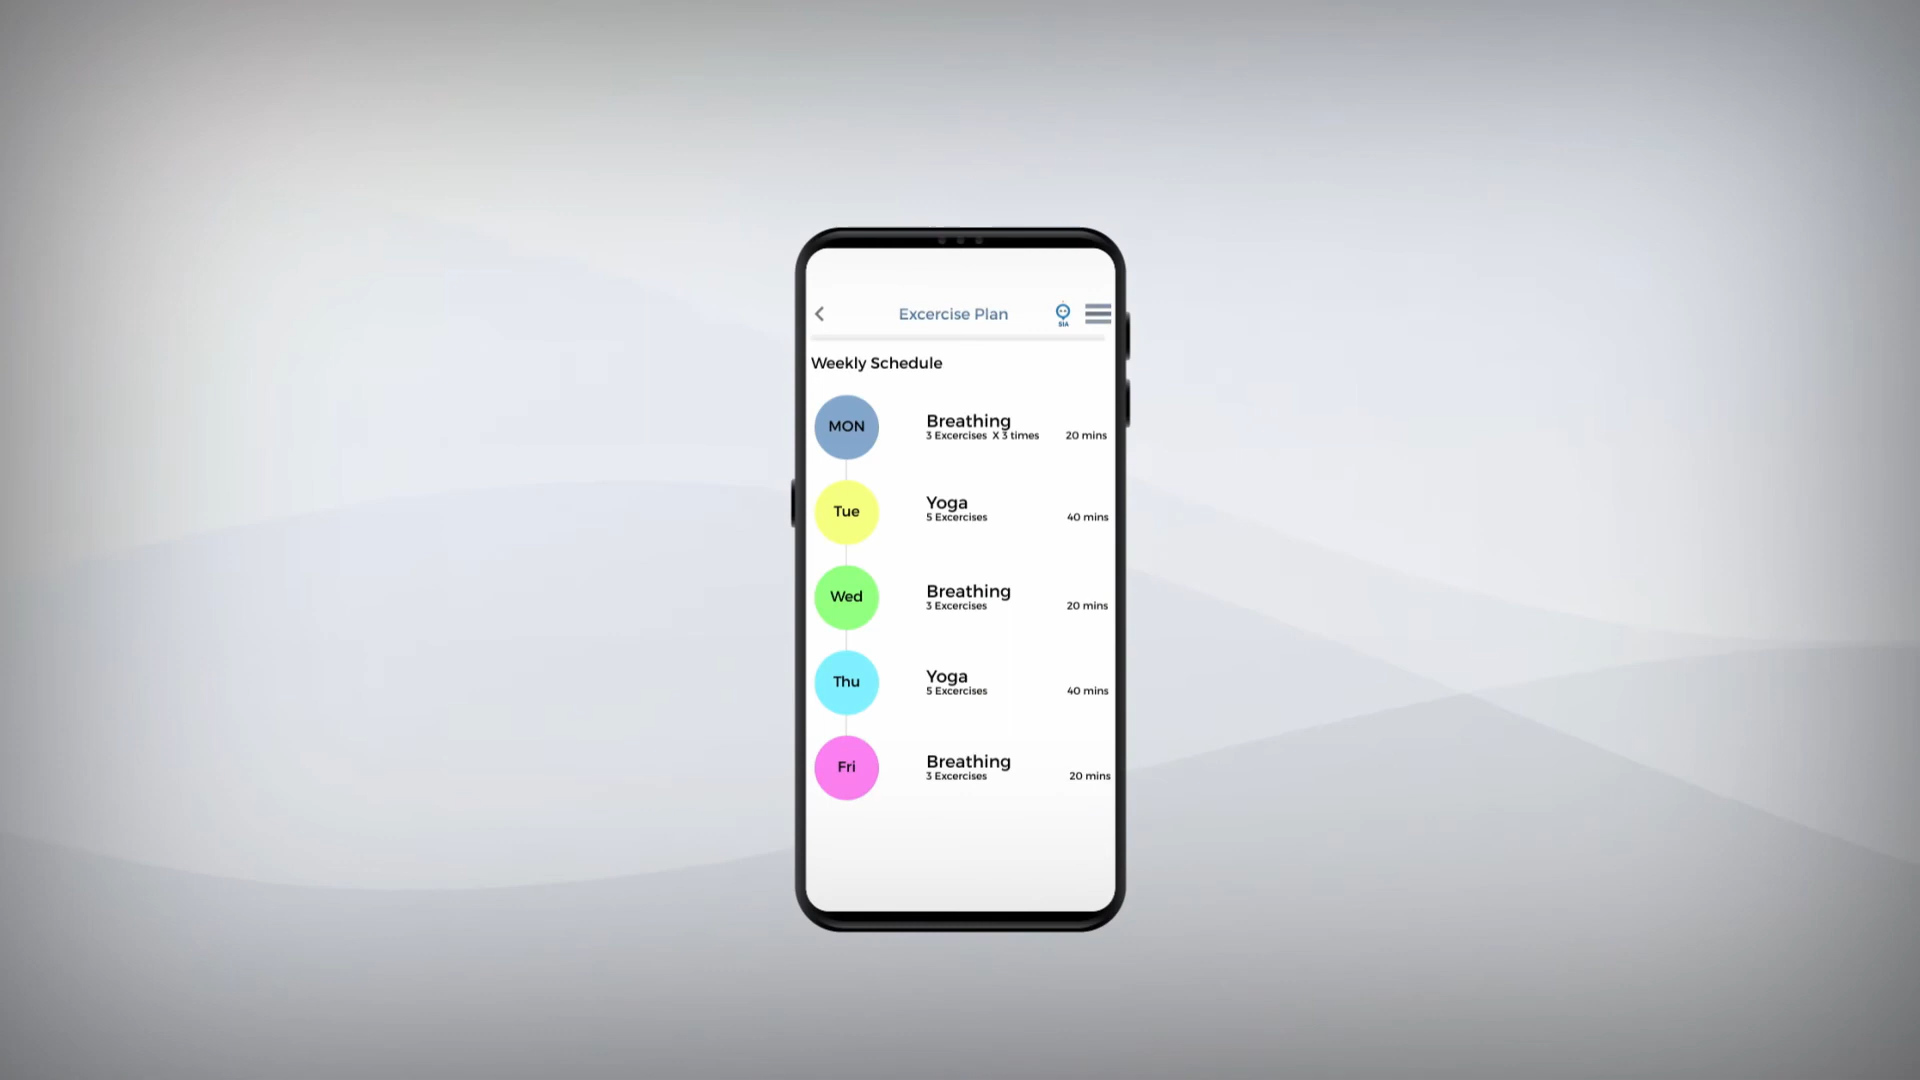 Excercise Plan
SIA
Weekly Schedule
MON
Breathing
3 Excercises X 3 times
20 mins
Tue
Yoga
5 Excercises
40 mins
Wed
Breathing
3 Excercises
20 mins
Thu
Yoga
5 Excercises
40 mins
Fri
Breathing
3 Excercises
20 mins